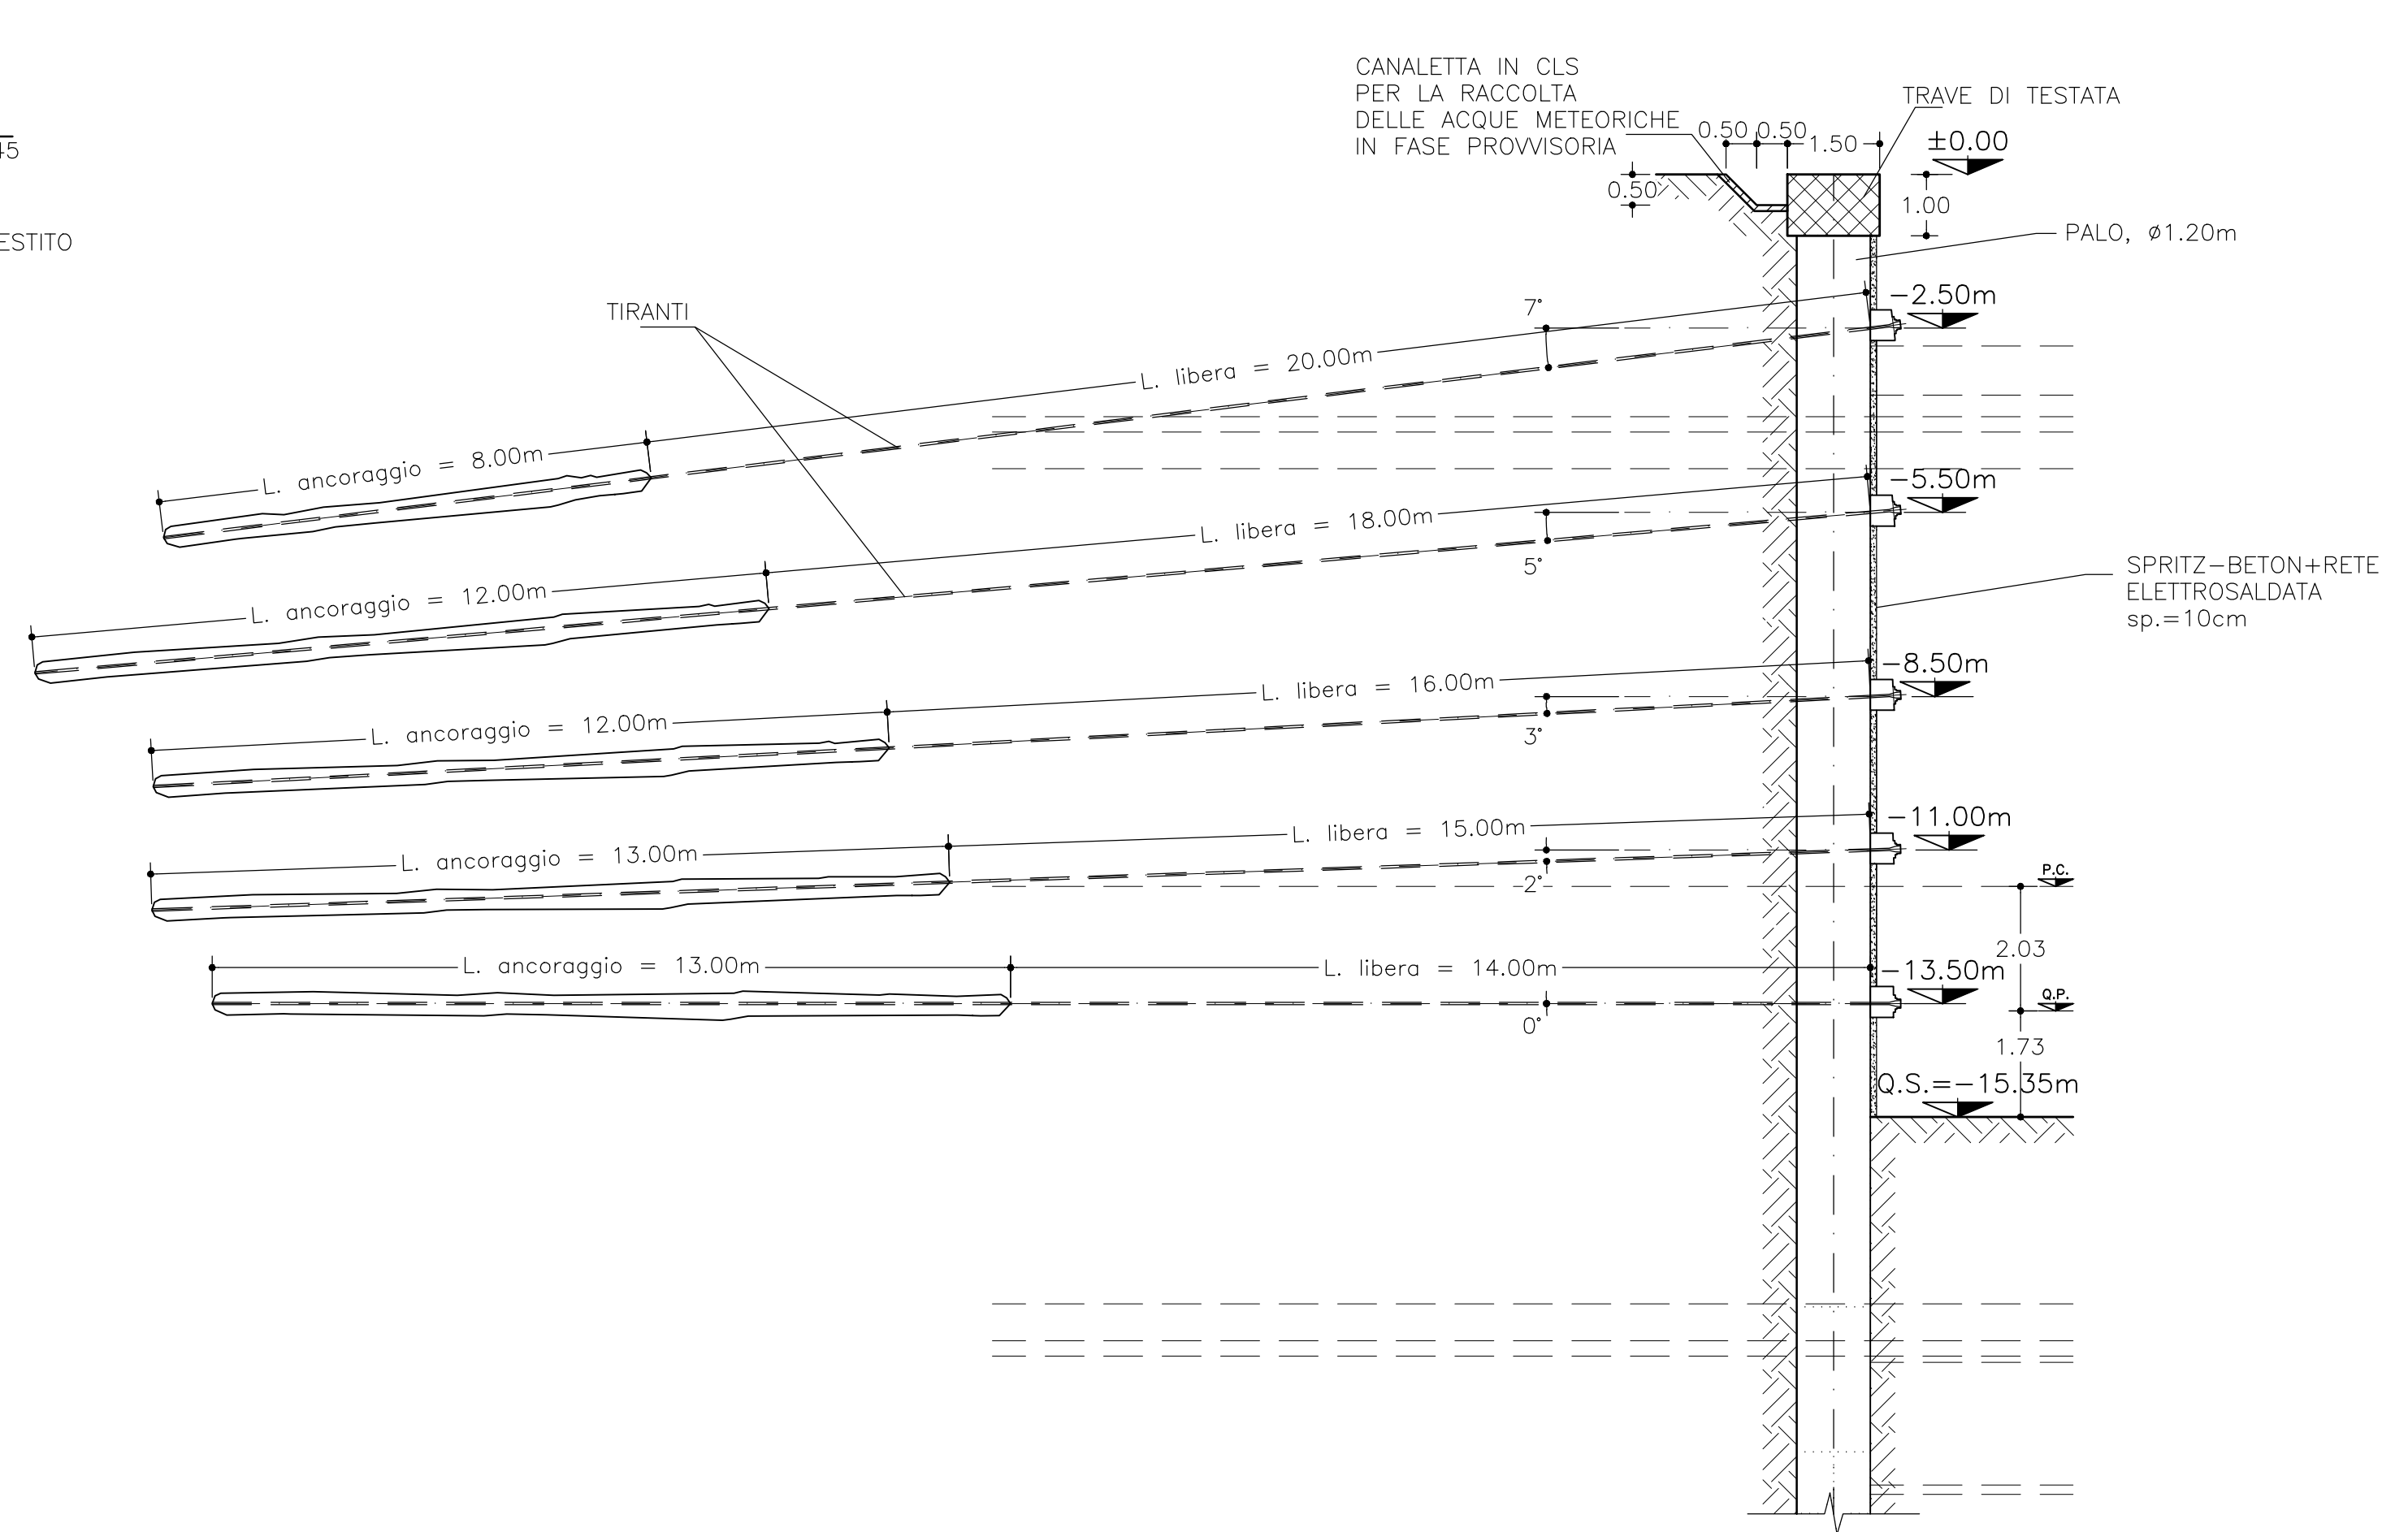 CANALETTA IN CLS
PER LA RACCOLTA
DELLE ACQUE METEORICHE
IN FASE PROVVISORIA
0.50
0.50
1.50
0.50
TRAVE DI TESTATA
±0.00
1.00
PALO, ø1.20m
45
ESTITO
TIRANTI
7°
-2.50m
L. libera = 20.00m
L. ancoraggio = 8.00m
-5.50m
L. libera = 18.00m
5°
L. ancoraggio = 12.00m
SPRITZ-BETON+RETE
ELETTROSALDATA
sp.=10cm
-8.50m
L. libera = 16.00m
3°
L. ancoraggio = 12.00m
-11.00m
L. libera = 15.00m
L. ancoraggio = 13.00m
2°
P.C.
2.03
L. ancoraggio = 13.00m
L. libera = 14.00m
-13.50m
0°
Q.P.
1.73
Q.S.=-15.35m